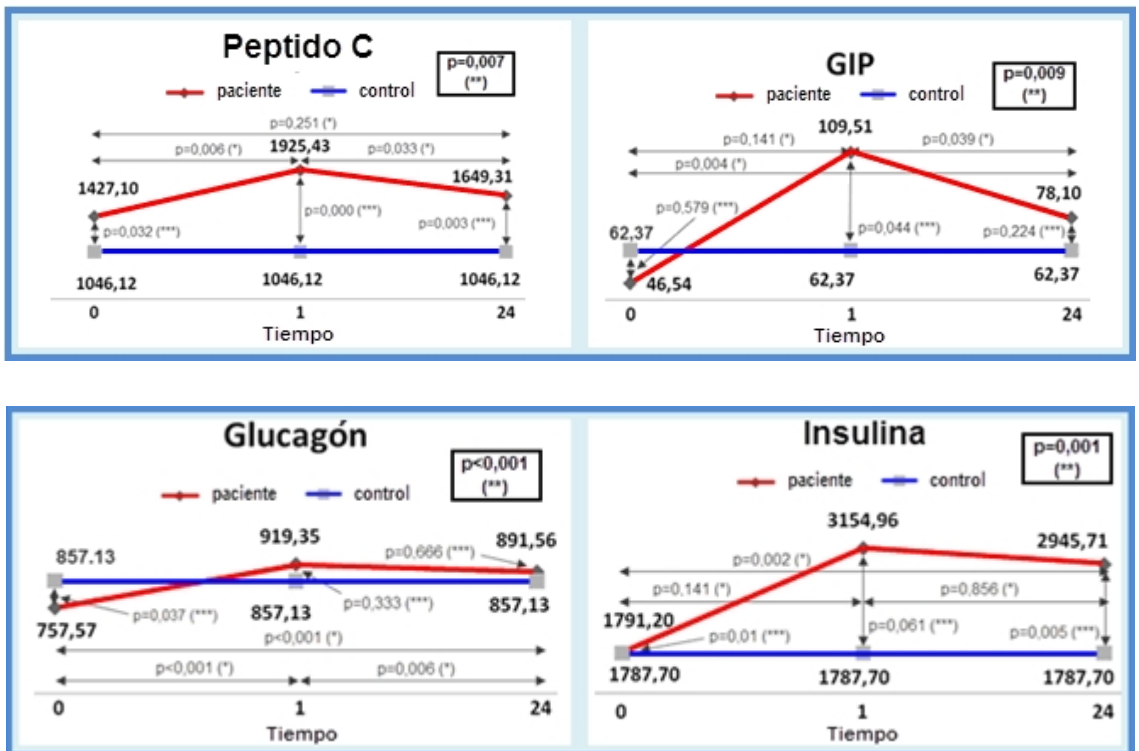 Peptido C
p=0,007
(**)
paciente control
p=0,251 (*)
p=0,006 (*) 1925,43 p=0,033 (*)
1427,10 1649,31
p=0,000 (***)
p=0,032 (***) p=0,003 (***)
1046,12 1046,12 1046,12
0 1 24
Tiempo
GIP
p=0,009
(**)
paciente control
p=0,141 (*) 109,51 p=0,039 (*)
p=0,004 (*)
78,10
p=0,579 (***)
62,37 p=0,044 (***) p=0,224 (***)
46,54 62,37 62,37
0 1 24
Tiempo
Glucagón
p<0,001
(**)
paciente control
919,35 891,56
857.13 p=0,666 (***)
p=0,037 (***) 857,13 p=0,333 (***) 857,13
757,57
p<0,001 (*)
p<0,001 (*) p=0,006 (*)
0 1 24
Tiempo
Insulina
p=0,001
(**)
paciente control
3154,96
2945,71
p=0,002 (*)
p=0,141 (*) p=0,856 (*)
1791,20
p=0,01 (***) p=0,061 (***) p=0,005 (***)
1787,70 1787,70 1787,70
0 1 24
Tiempo